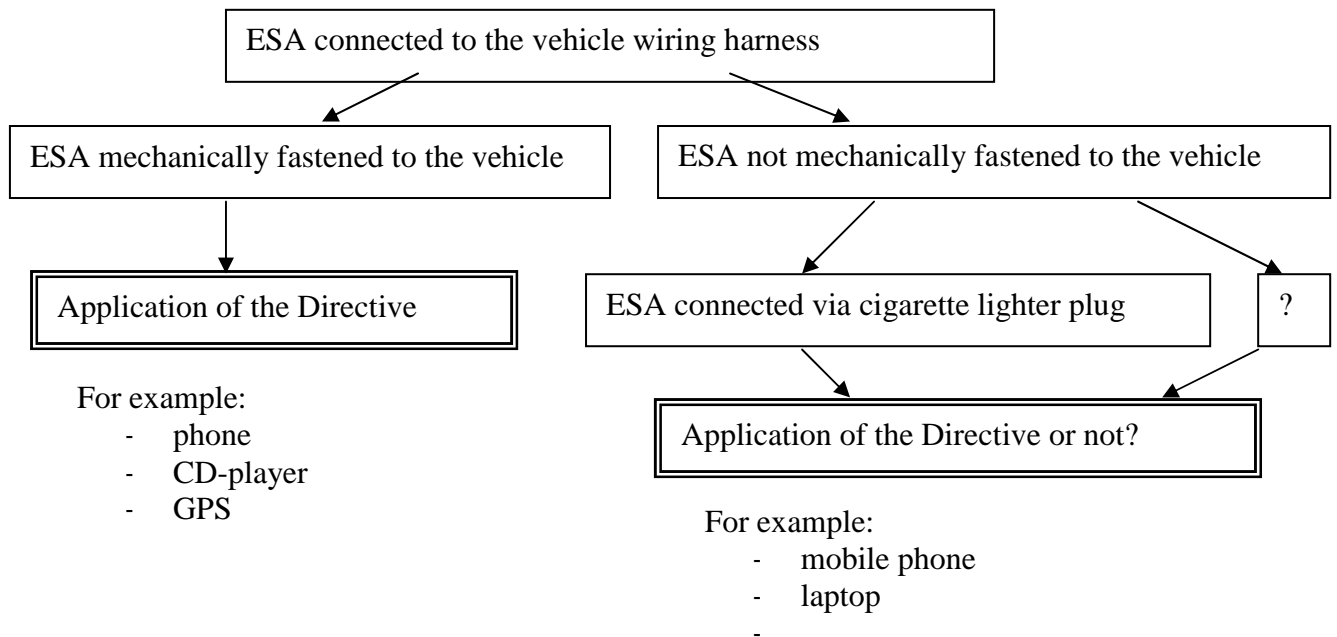 ESA connected to the vehicle wiring harness
ESA mechanically fastened to the vehicle
ESA not mechanically fastened to the vehicle
Application of the Directive
ESA connected via cigarette lighter plug
?
For example:
- phone
- CD-player
- GPS
Application of the Directive or not?
For example:
- mobile phone
- laptop
-